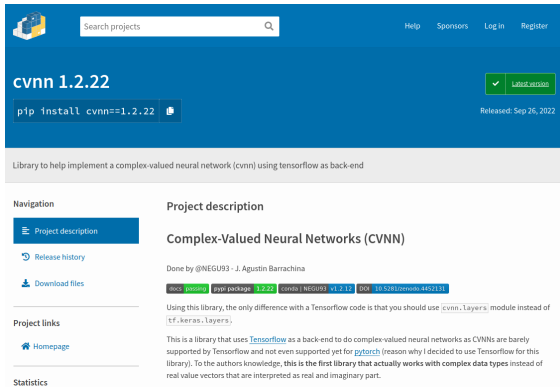 Search projects
Help
Sponsors
Log in
Register
cvnn 1.2.22
pip install cvnn==1.2.22
Latest version
Released: Sep 26, 2022
Library to help implement a complex-valued neural network (cvnn) using tensorflow as back-end
Navigation
Project description
Release history
Download files
Project links
Homepage
Statistics
Project description
Complex-Valued Neural Networks (CVNN)
Done by @NEGU93 - J. Agustin Barrachina
docs passing pypi package 1.2.22 conda | NEGU93 v1.2.12 DOI 10.5281/zenodo.4452131
Using this library, the only difference with a Tensorflow code is that you should use cvnn.layers module instead of
tf.keras.layers.
This is a library that uses Tensorflow as a back-end to do complex-valued neural networks as CVNNs are barely
supported by Tensorflow and not even supported yet for pytorch (reason why I decided to use Tensorflow for this
library). To the authors knowledge, this is the first library that actually works with complex data types instead of
real value vectors that are interpreted as real and imaginary part.